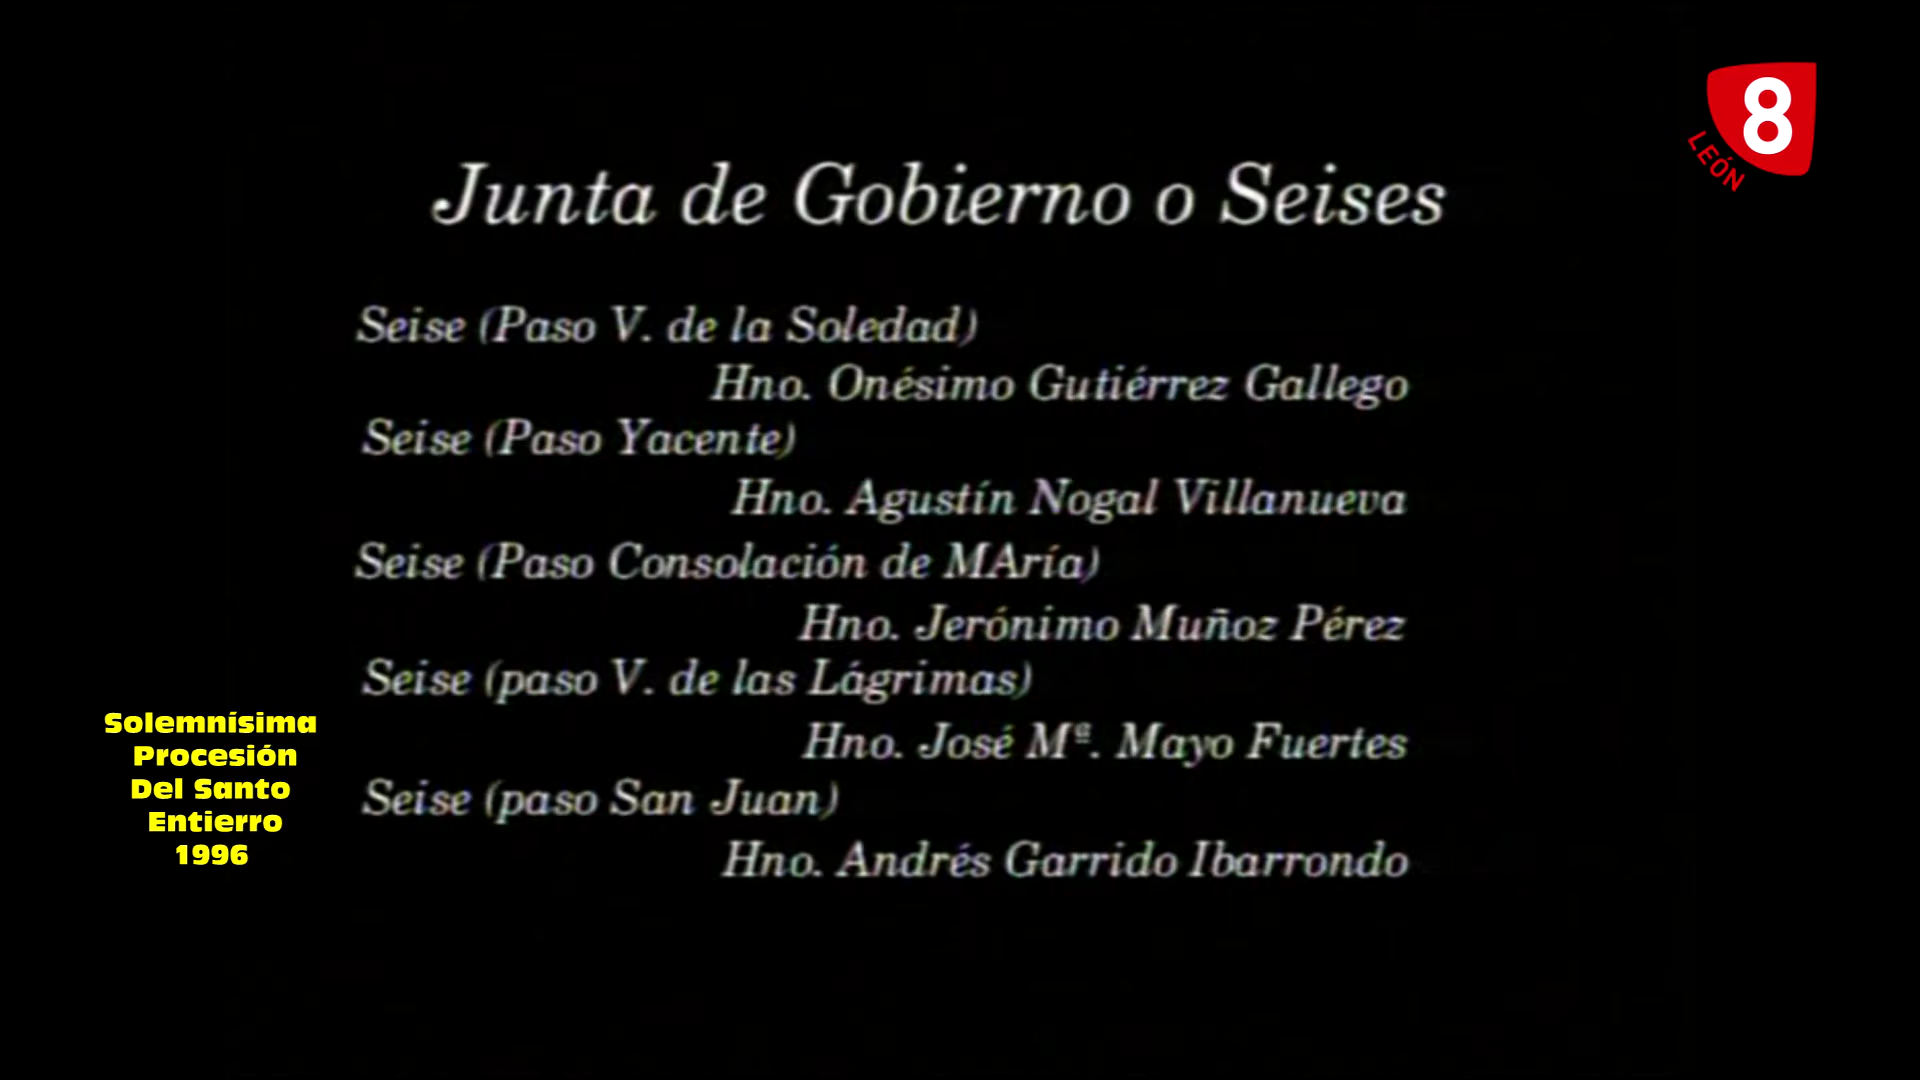 8
LEÓN
Junta de Gobierno o Seises
Seise (Paso V. de la Soledad)
Hno. Onésimo Gutiérrez Gallego
Seise (Paso Yacente)
Hno. Agustín Nogal Villanueva
Seise (Paso Consolación de MAría)
Hno. Jerónimo Muñoz Pérez
Seise (paso V. de las Lágrimas)
Hno. José Mª. Mayo Fuertes
Seise (paso San Juan)
Hno. Andrés Garrido Ibarrondo
Solemnísima
Procesión
Del Santo
Entierro
1996